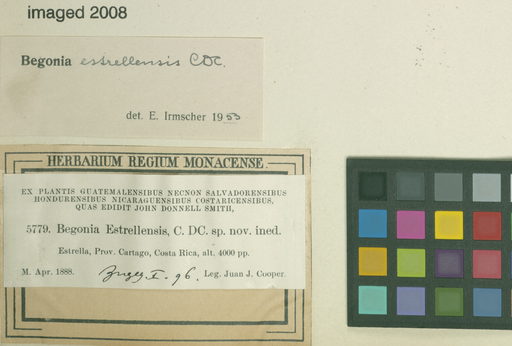 imaged 2008
Begonia estrellensis C.DC.
det. E. Irmscher 1953
HERBARIUM REGIUM MONACENSE
EX PLANTIS GUATEMALENSIBUS NECNON SALVADORENSIBUS
HONDURENSIBUS NICARAGUENSIBUS COSTARICENSIBUS,
QUAS EDIDIT JOHN DONNELL SMITH,
5779. Begonia Estrellensis, C. DC. sp. nov. ined.
Estrella, Prov. Cartago, Costa Rica, alt. 4000 pp.
M. Apr. 1888. X. 96. Leg. Juan J. Cooper.